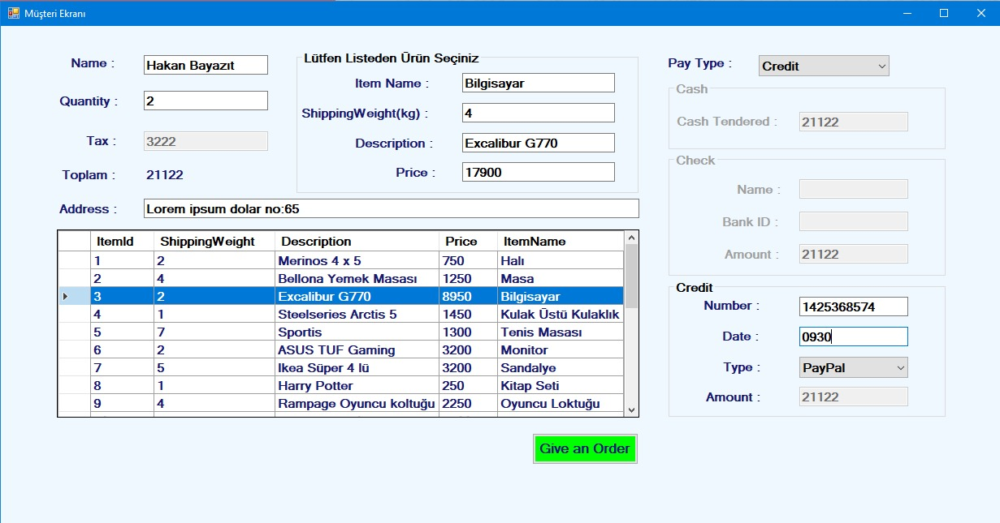 Müşteri Ekranı
Name :
Hakan Bayazıt
Quantity :
2
Tax :
3222
Toplam :
21122
Address :
Lorem ipsum dolar no:65
Lütfen Listeden Ürün Seçiniz
Item Name :
Bilgisayar
ShippingWeight(kg) :
4
Description :
Excalibur G770
Price :
17900
ItemId ShippingWeight Description Price ItemName
1 2 Merinos 4 x 5 750 Halı
2 4 Bellona Yemek Masası 1250 Masa
3 2 Excalibur G770 8950 Bilgisayar
4 1 Steelseries Arctis 5 1450 Kulak Üstü Kulaklık
5 7 Sportis 1300 Tenis Masası
6 2 ASUS TUF Gaming 3200 Monitor
7 5 Ikea Süper 4 lü 3200 Sandalye
8 1 Harry Potter 250 Kitap Seti
9 4 Rampage Oyuncu koltuğu 2250 Oyuncu Loktuğu
Give an Order
Pay Type :
Credit
Cash
Cash Tendered :
21122
Check
Name :
Bank ID :
Amount :
21122
Credit
Number :
1425368574
Date :
0930
Type :
PayPal
Amount :
21122